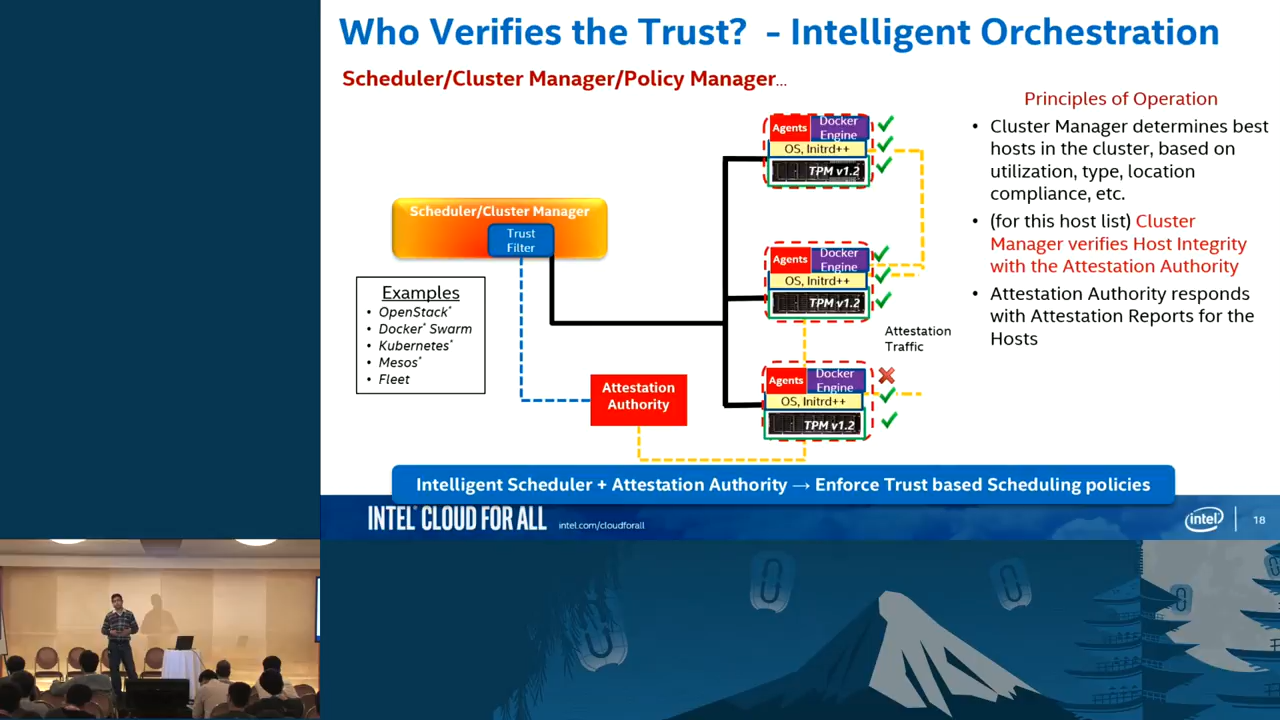 Who Verifies the Trust? - Intelligent Orchestration
Scheduler/Cluster Manager/Policy Manager...
Scheduler/Cluster Manager
Trust
Filter
Examples
• OpenStack*
• Docker* Swarm
• Kubernetes*
• Mesos*
• Fleet
Attestation
Authority
Agents
Docker
Engine
OS, Initrd++
TPM v1.2
Agents
Docker
Engine
OS, Initrd++
TPM v1.2
Attestation
Traffic
Agents
Docker
Engine
OS, Initrd++
TPM v1.2
Principles of Operation
• Cluster Manager determines best
hosts in the cluster, based on
utilization, type, location
compliance, etc.
• (for this host list) Cluster
Manager verifies Host Integrity
with the Attestation Authority
• Attestation Authority responds
with Attestation Reports for the
Hosts
Intelligent Scheduler + Attestation Authority → Enforce Trust based Scheduling policies
INTEL® CLOUD FOR ALL
intel.com/cloudforall
intel
18